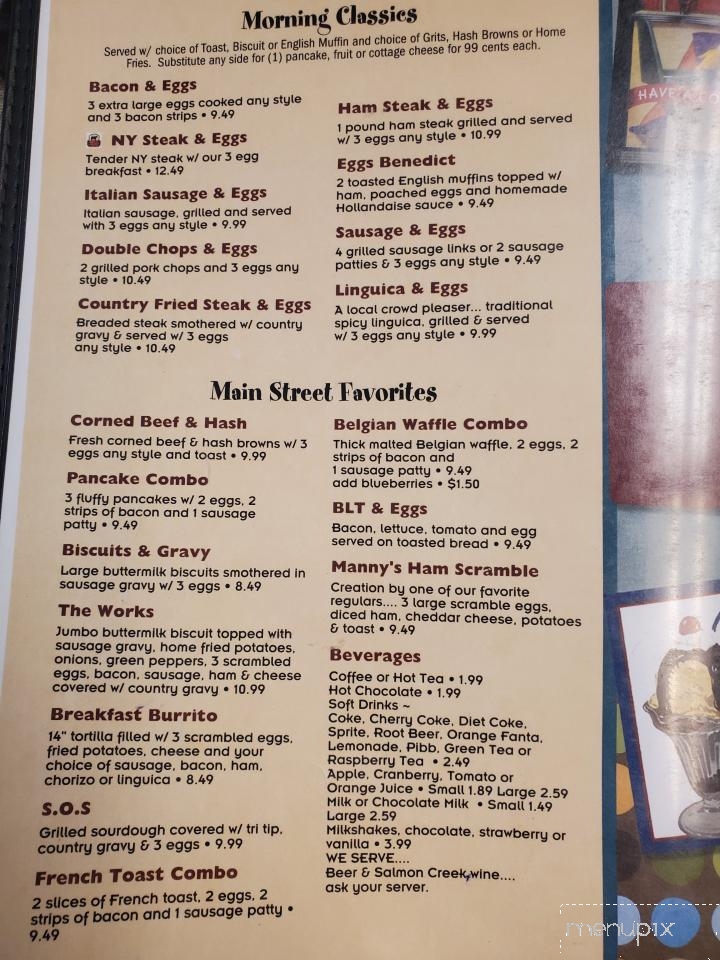 Morning Classics
Served w/ choice of Toast, Biscuit or English Muffin and choice of Grits, Hash Browns or Home
Fries. Substitute any side for (1) pancake, fruit or cottage cheese for 99 cents each.
Bacon & Eggs
3 extra large eggs cooked any style
and 3 bacon strips • 9.49
NY Steak & Eggs
Tender NY steak w/ our 3 egg
breakfast • 12.49
Italian Sausage & Eggs
Italian sausage, grilled and served
with 3 eggs any style • 9.99
Double Chops & Eggs
2 grilled pork chops and 3 eggs any
style • 10.49
Country Fried Steak & Eggs
Breaded steak smothered w/ country
gravy & served w/ 3 eggs
any style • 10.49
Ham Steak & Eggs
1 pound ham steak grilled and served
w/ 3 eggs any style • 10.99
Eggs Benedict
2 toasted English muffins topped w/
ham, poached eggs and homemade
Hollandaise sauce • 9.49
Sausage & Eggs
4 grilled sausage links or 2 sausage
patties & 3 eggs any style • 9.49
Linguica & Eggs
A local crowd pleaser... traditional
spicy linguica, grilled & served
w/ 3 eggs any style • 9.99
Main Street Favorites
Corned Beef & Hash
Fresh corned beef & hash browns w/ 3
eggs any style and toast • 9.99
Pancake Combo
3 fluffy pancakes w/ 2 eggs, 2
strips of bacon and 1 sausage
patty • 9.49
Biscuits & Gravy
Large buttermilk biscuits smothered in
sausage gravy w/ 3 eggs • 8.49
The Works
Jumbo buttermilk biscuit topped with
sausage gravy, home fried potatoes,
onions, green peppers, 3 scrambled
eggs, bacon, sausage, ham & cheese
covered w/ country gravy • 10.99
Breakfast Burrito
14" tortilla filled w/ 3 scrambled eggs,
fried potatoes, cheese and your
choice of sausage, bacon, ham,
chorizo or linguica • 8.49
S.O.S
Grilled sourdough covered w/ tri tip,
country gravy & 3 eggs • 9.99
French Toast Combo
2 slices of French toast, 2 eggs, 2
strips of bacon and 1 sausage patty •
9.49
Belgian Waffle Combo
Thick malted Belgian waffle, 2 eggs, 2
strips of bacon and
1 sausage patty • 9.49
add blueberries • $1.50
BLT & Eggs
Bacon, lettuce, tomato and egg
served on toasted bread • 9.49
Manny's Ham Scramble
Creation by one of our favorite
regulars.... 3 large scramble eggs,
diced ham, cheddar cheese, potatoes
& toast • 9.49
Beverages
Coffee or Hot Tea • 1.99
Hot Chocolate • 1.99
Soft Drinks ~
Coke, Cherry Coke, Diet Coke,
Sprite, Root Beer, Orange Fanta,
Lemonade, Pibb, Green Tea or
Raspberry Tea • 2.49
Apple, Cranberry, Tomato or
Orange Juice • Small 1.89 Large 2.59
Milk or Chocolate Milk • Small 1.49
Large 2.59
Milkshakes, chocolate, strawberry or
vanilla • 3.99
WE SERVE....
Beer & Salmon Creek wine....
ask your server.
HAVE A CO
menupix